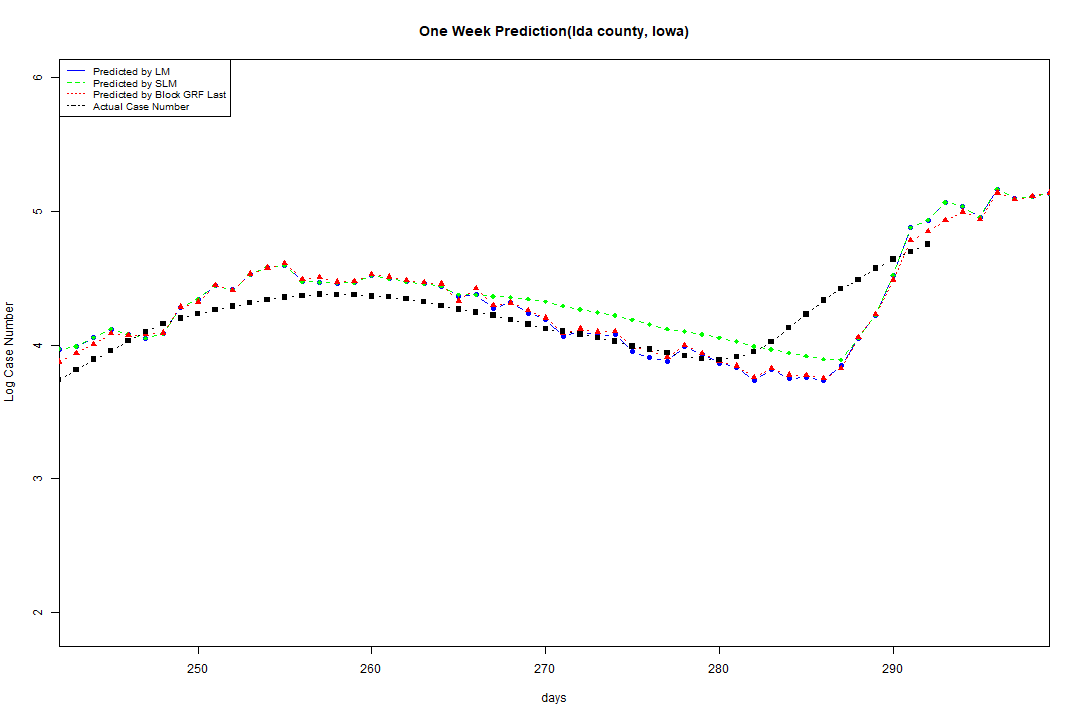 One Week Prediction(Ida county, Iowa)
Predicted by LM
Predicted by SLM
Predicted by Block GRF Last
Actual Case Number
6
5
4
3
2
Log Case Number
250 260 270 280 290
days